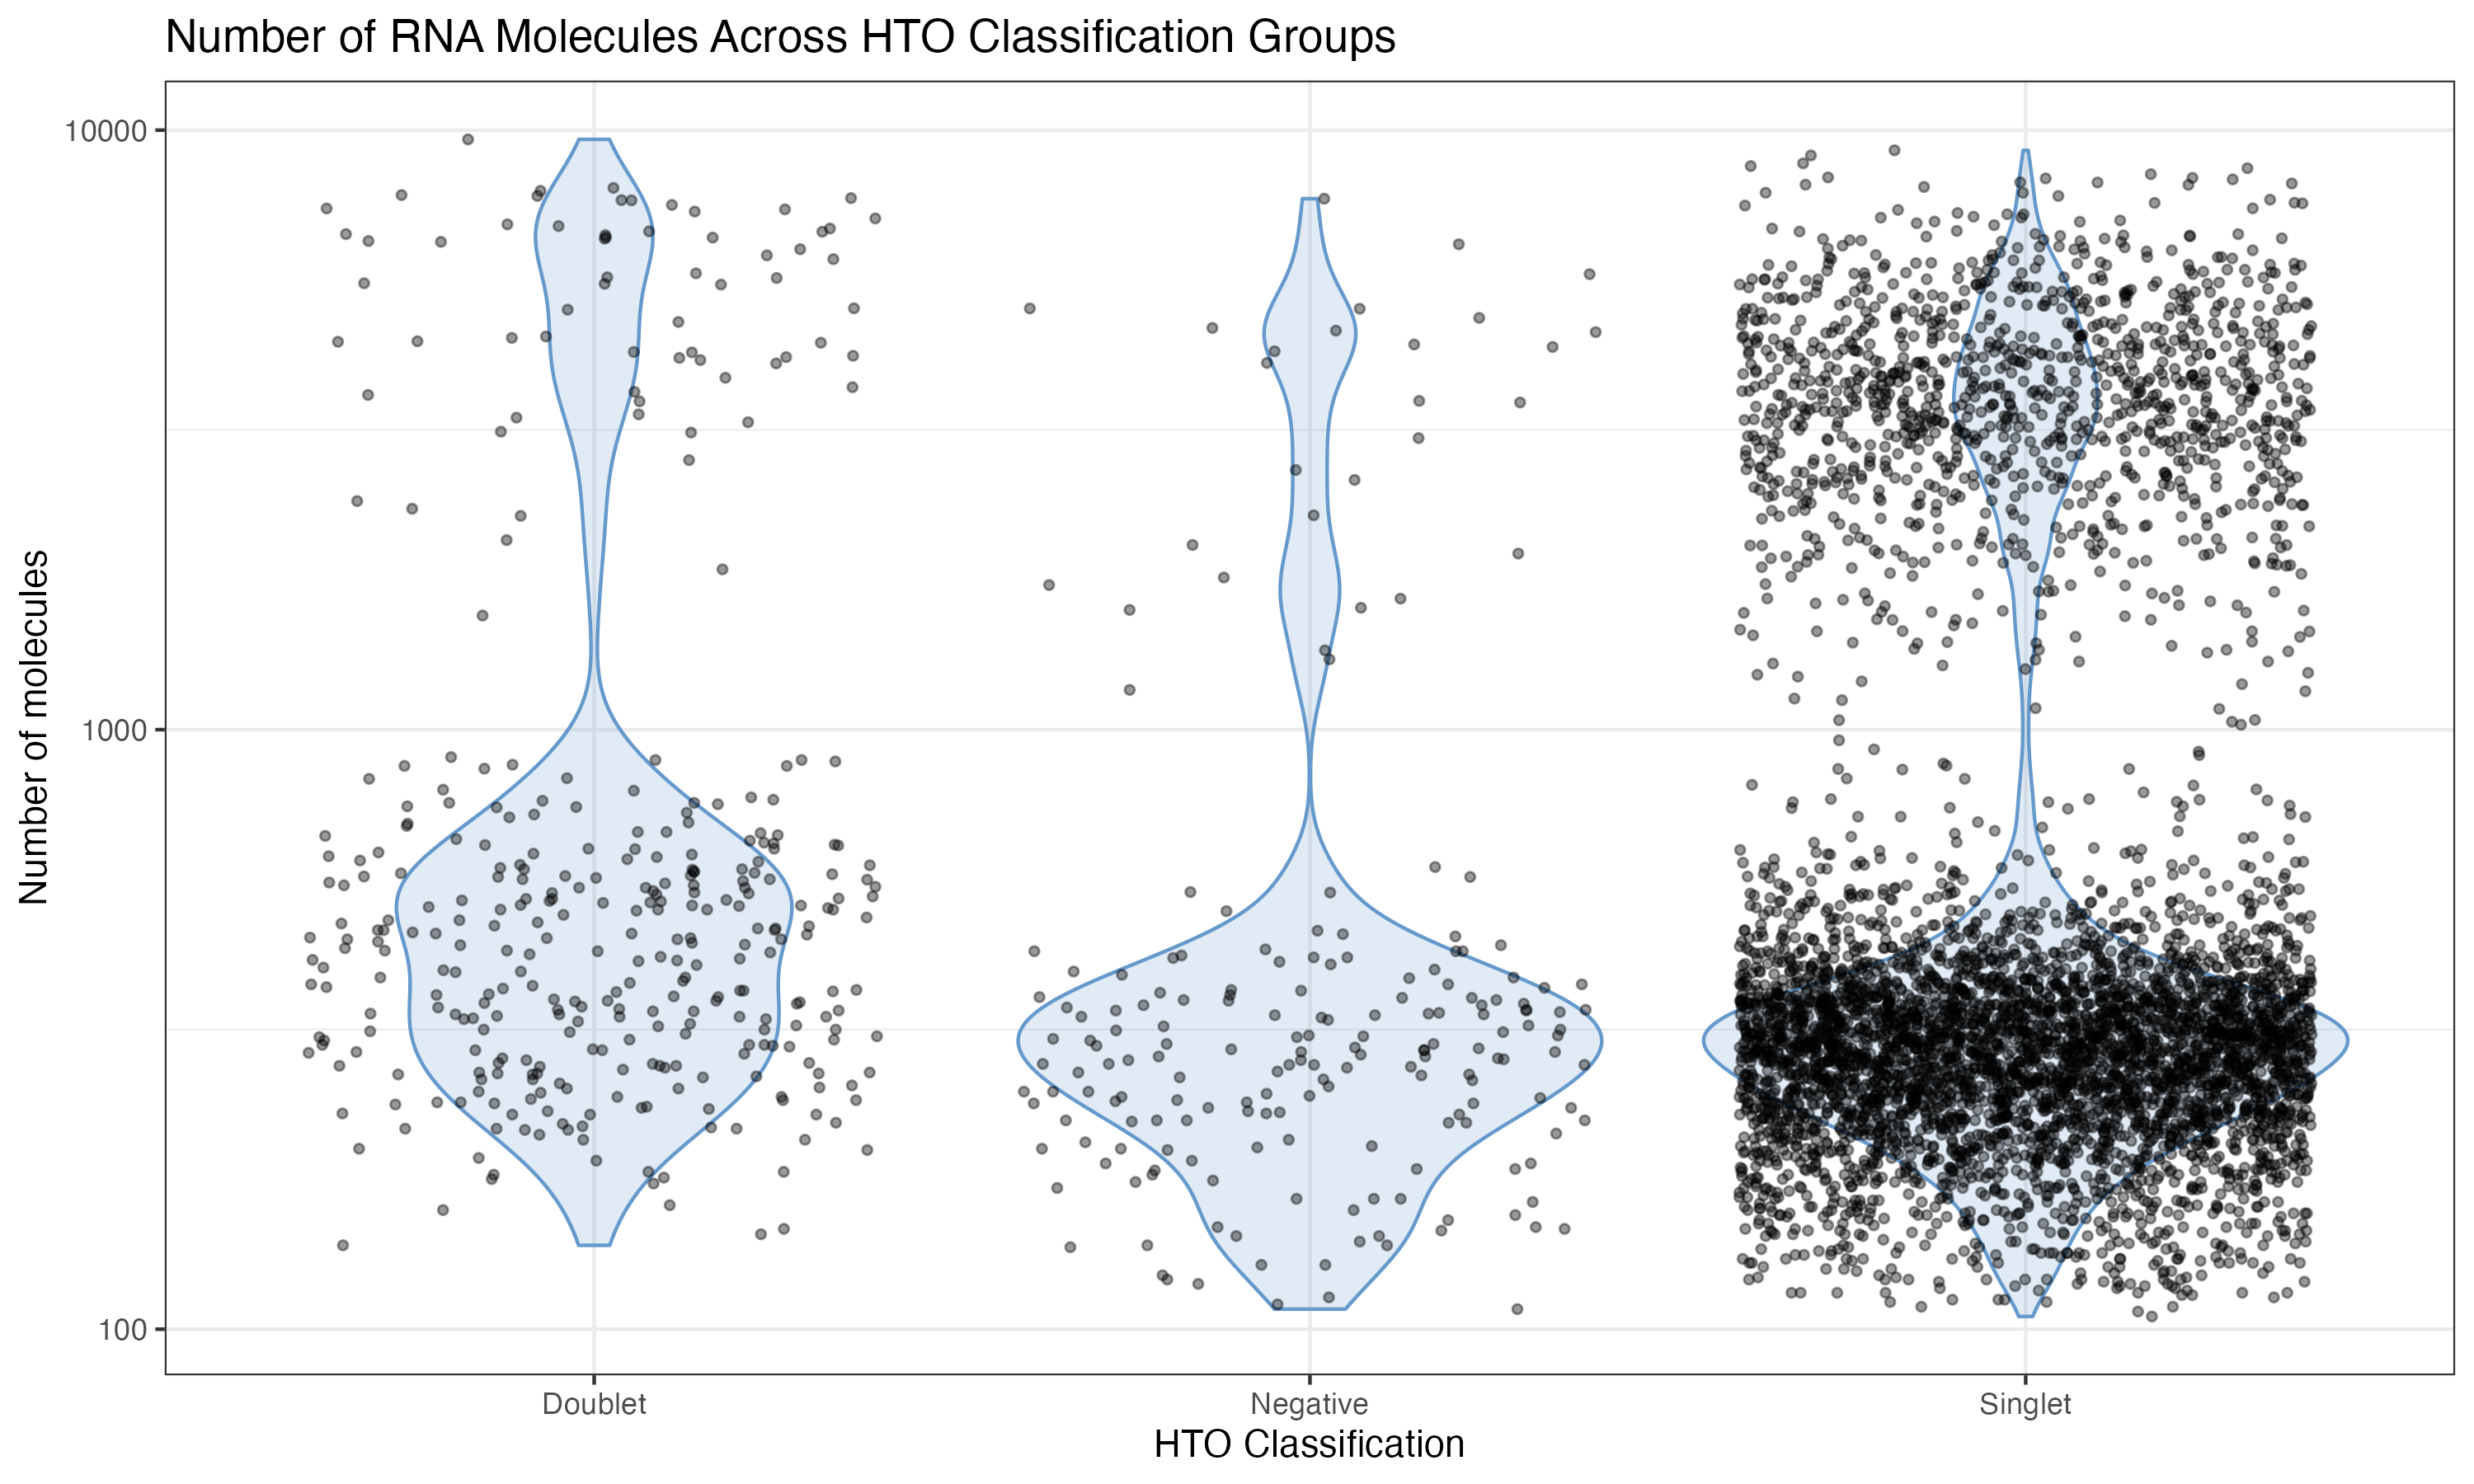 Number of RNA Molecules Across HTO Classification Groups
Number of molecules
10000
1000
100
Doublet
Negative
Singlet
HTO Classification